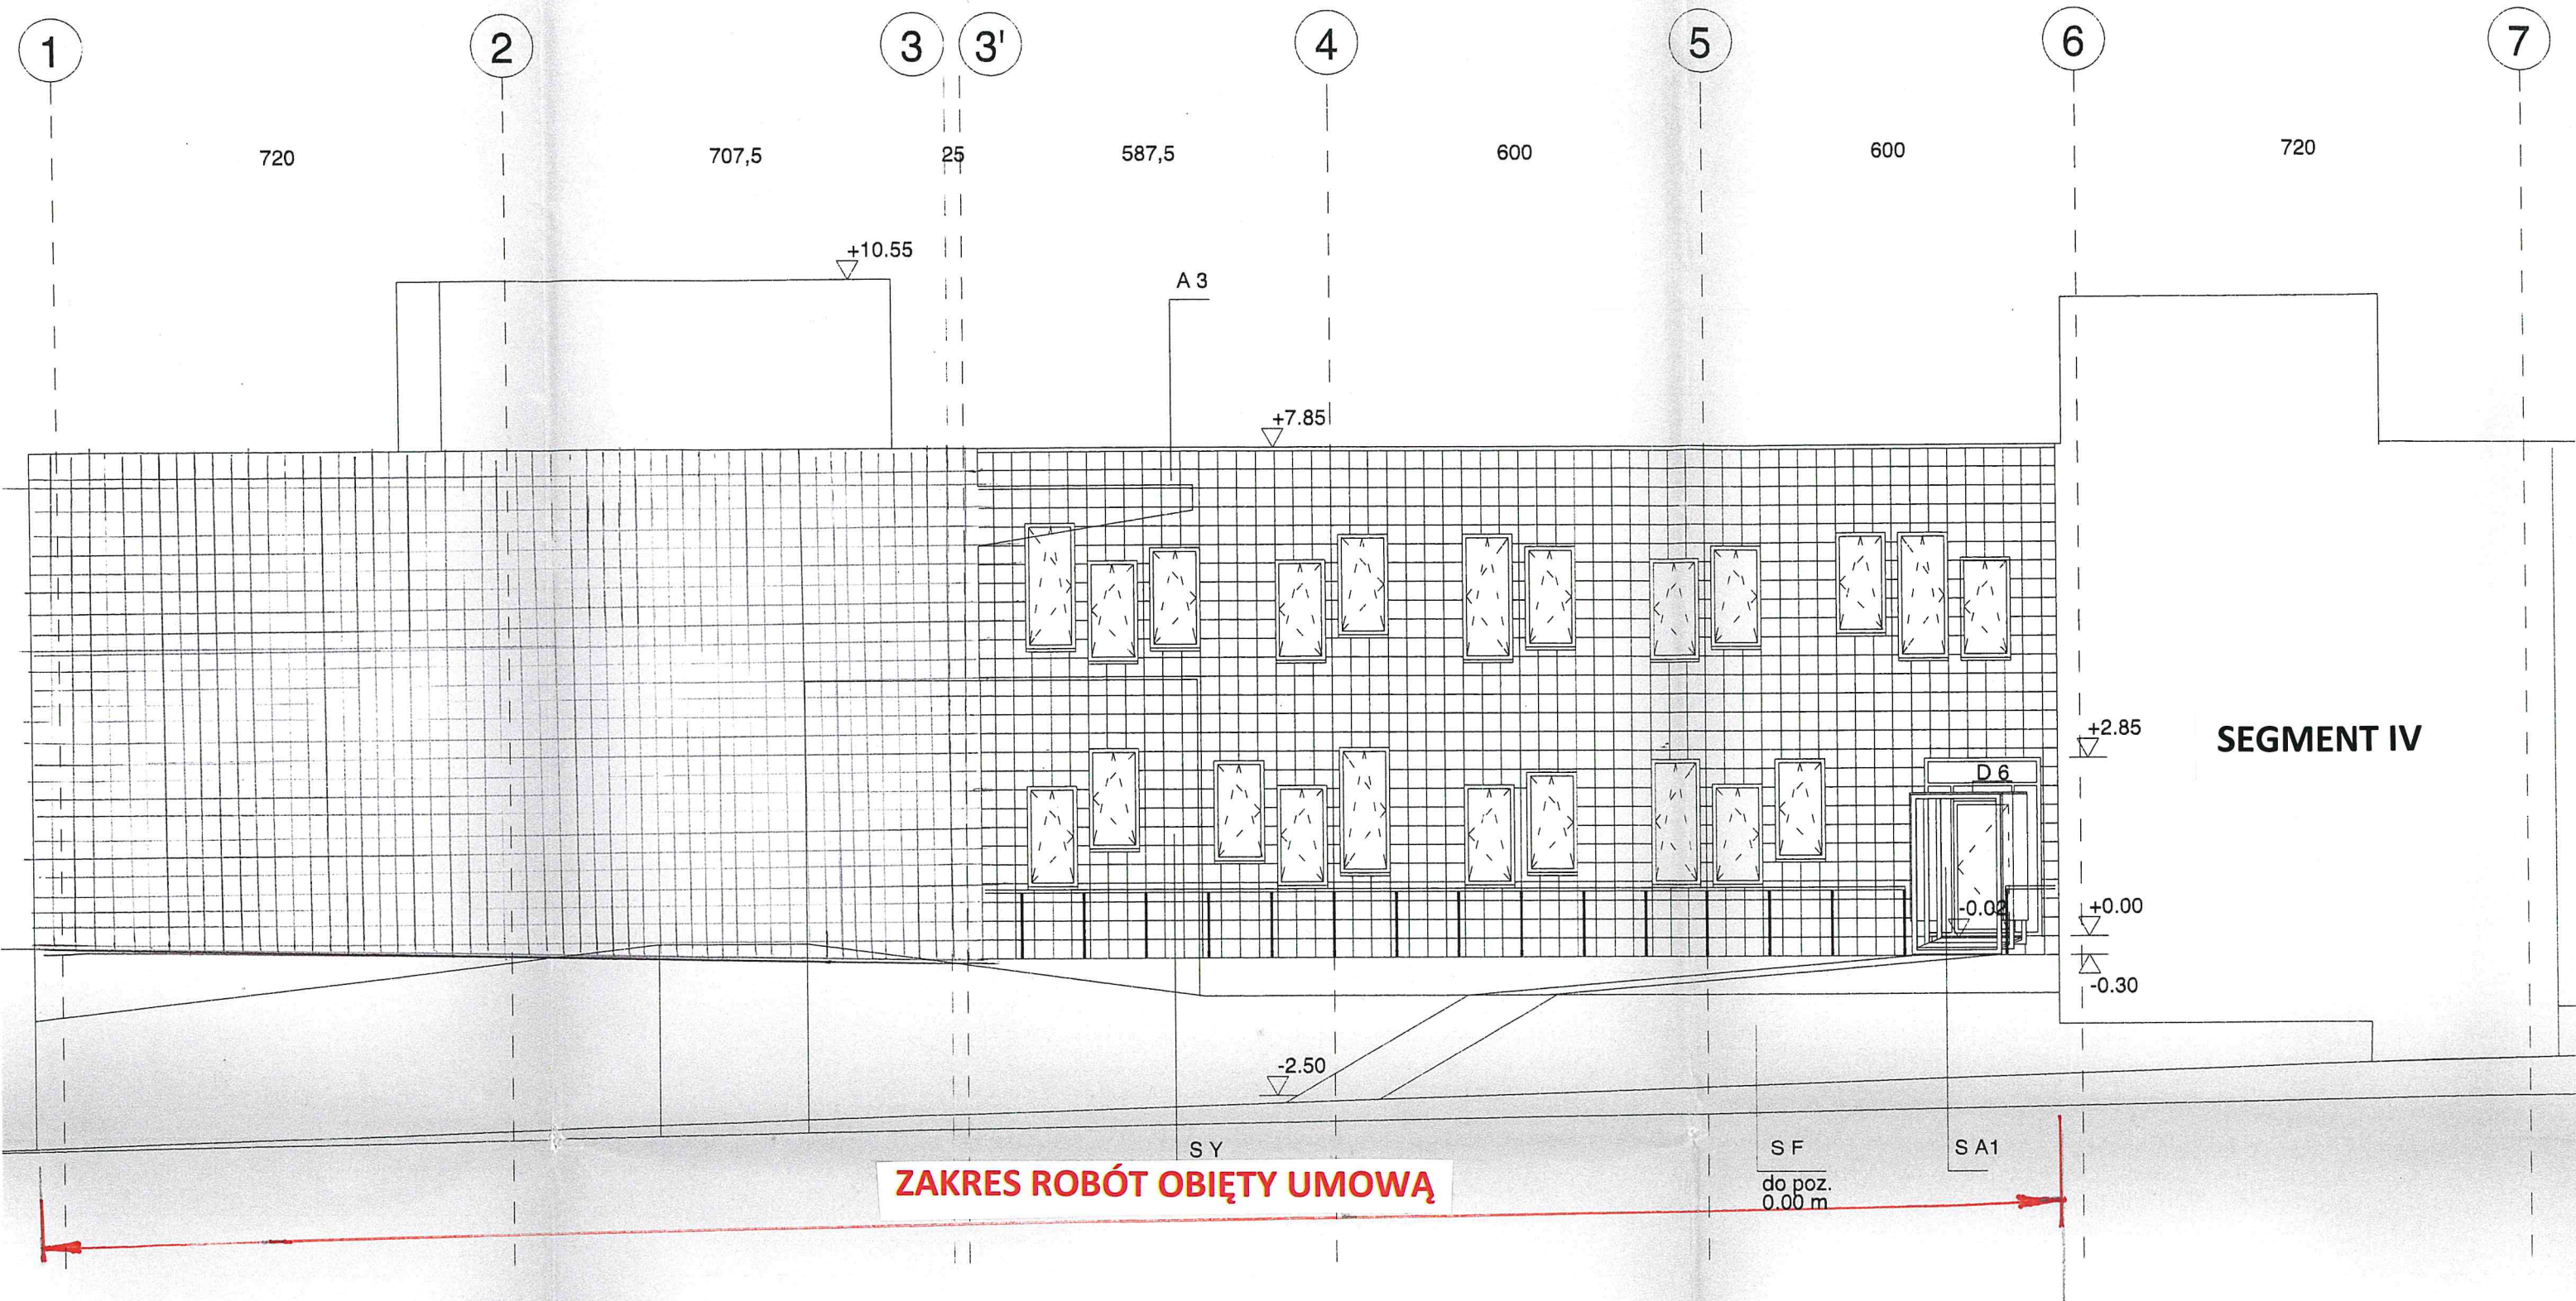 1 2 3 3' 4 5 6 7
720 707,5 25 587,5 600 600 720
+10.55
A 3
+7.85
+2.85
SEGMENT IV
D 6
-0.02
+0.00
-0.30
-2.50
S Y
S F
S A1
do poz.
0.00 m
ZAKRES ROBÓT OBIĘTY UMOWĄ